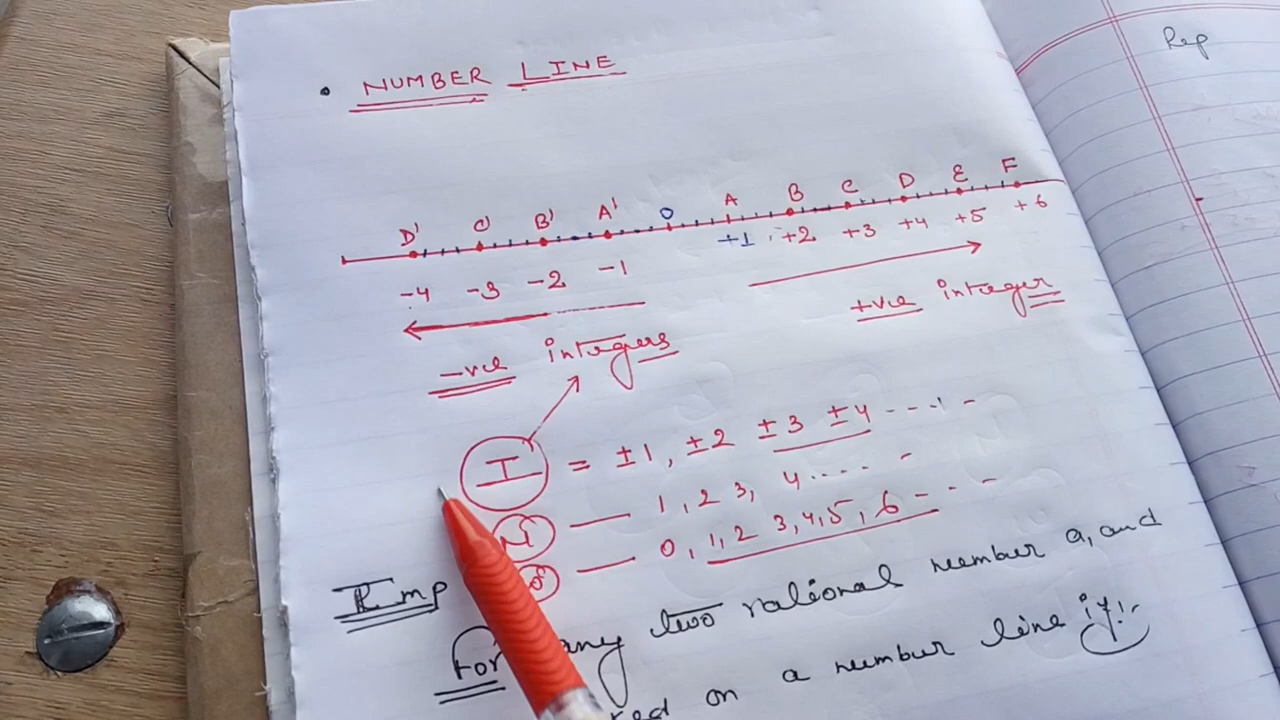 • NUMBER LINE
Rep
D' C' B' A' O A B C D E F
-4 -3 -2 -1 +1 +2 +3 +4 +5 +6
-ve integers
+ve integer
I = ±1, ±2 ±3 ±4 ....
N — 1, 2 3, 4....
0, 1, 2 3, 4, 5, 6 - - -
Imp
For any two rational number a, and
on a number line if:-